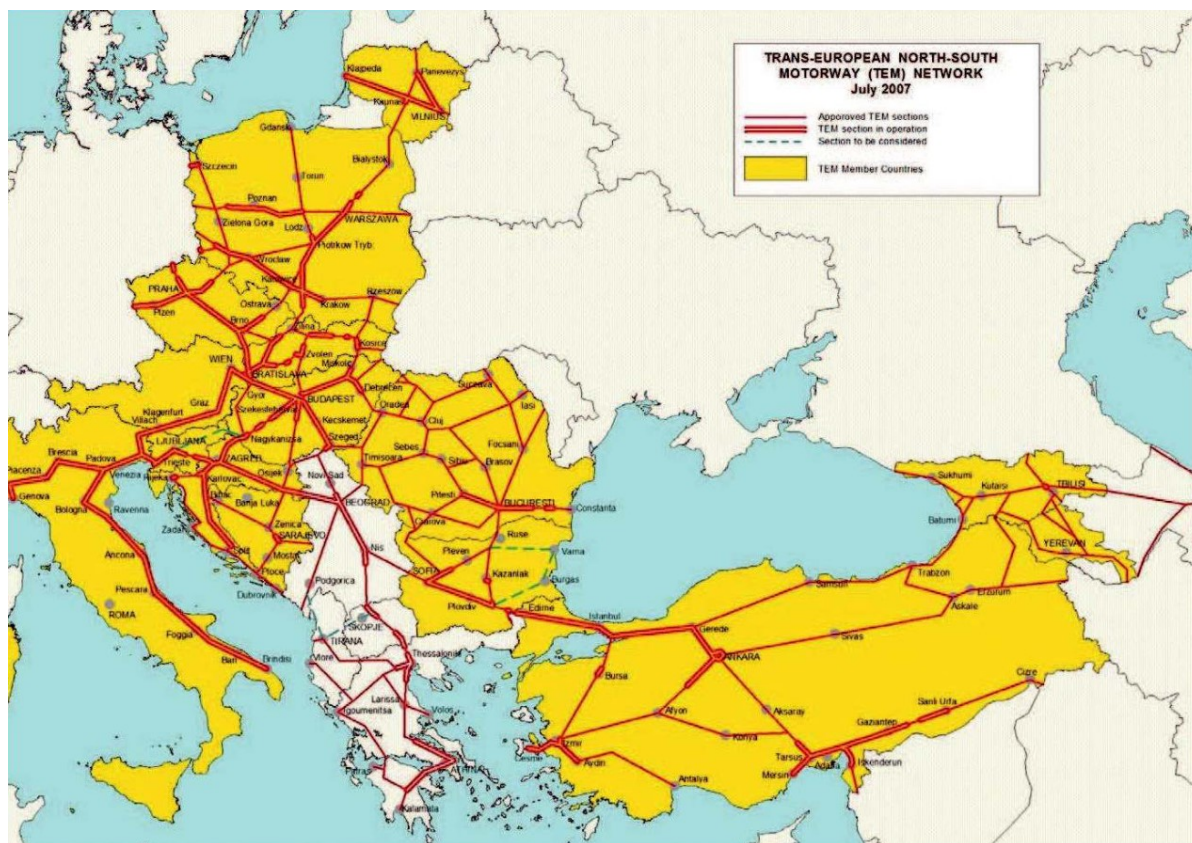 TRANS-EUROPEAN NORTH-SOUTH
MOTORWAY (TEM) NETWORK
July 2007
Apporoved TEM sections
TEM section in operation
Section to be considered
TEM Member Countries
Klajpeda
Panevezys
Kaunas
VILNIUS
Gdansk
Szczecin
Bialystok
Torun
Poznan
WARSZAWA
Zielona Gora
Lodz
Piotrkow Tryb.
Wroclaw
Katowice
PRAHA
Rzeszow
Ostrava
Krakow
Plzen
Brno
Zilina
Kosice
Zvoten
WIEN
Miskolc
BRATISLAVA
Debrecen
Suceava
Gyor
BUDAPEST
Graz
Oradea
Iasi
Klagenfurt
Szekesfehervar
Villach
Kecskemet
Cluj
LJUBLJANA
Nagykanizsa
Szeged
Focsani
Brescia
Sebes
Piacenza
Padova
Trieste
ZAGREB
Timisoara
Sibiu
Brasov
Venezia
Rijeka
Karlovac
Osijek
Novi Sad
Sukhumi
Genova
Bihac
Kutaisi
TBILISI
Bologna
Ravenna
Banja Luka
BEOGRAD
Pitesti
BUCURESTI
Constanta
Craiova
Batumi
Zadar
Zenica
SARAJEVO
Ruse
YEREVAN
Ancona
Split
Mostar
Nis
Pleven
Varna
Ploce
SOFIA
Trabzon
Pescara
Dubrovnik
Podgorica
Kazanlak
Burgas
Samsun
Erzurum
ROMA
Plovdiv
Edirne
Istanbul
Askale
SKOPJE
Foggia
TIRANA
Gerede
Sivas
Bari
Brindisi
Vlore
Thessaloniki
ANKARA
Bursa
Cizre
Larissa
Igoumenitsa
Volos
Afyon
Aksaray
Sanli Urfa
Gaziantep
Izmir
Konya
Cesme
Tarsus
Patras
ATHINA
Aydin
Adana
Iskenderun
Antalya
Mersin
Kalamata